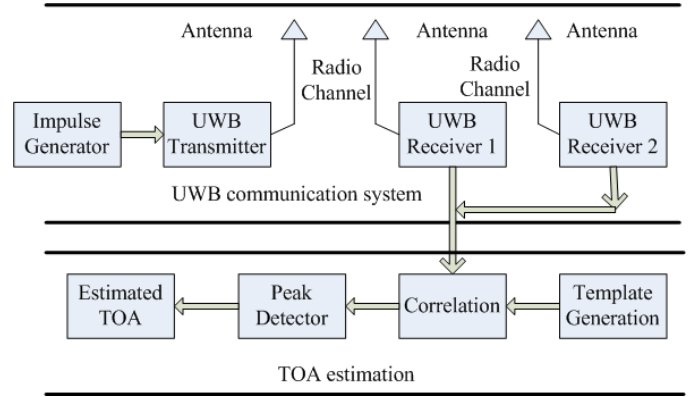 Antenna
Antenna
Antenna
Radio
Channel
Radio
Channel
Impulse
Generator
UWB
Transmitter
UWB
Receiver 1
UWB
Receiver 2
UWB communication system
Estimated
TOA
Peak
Detector
Correlation
Template
Generation
TOA estimation